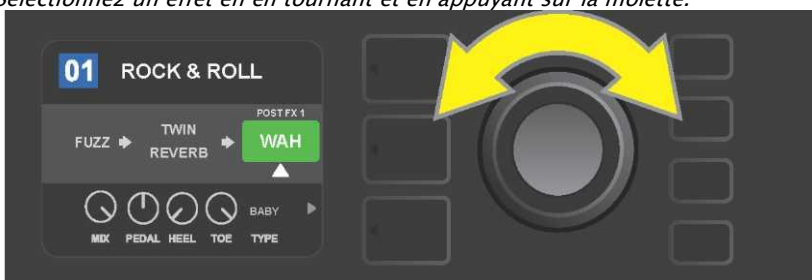 Sélectionnez un effet en en tournant et en appuyant sur la molette.
01 ROCK & ROLL
POST FX 1
FUZZ TWIN REVERB WAH
BABY
MIX PEDAL HEEL TOE TYPE